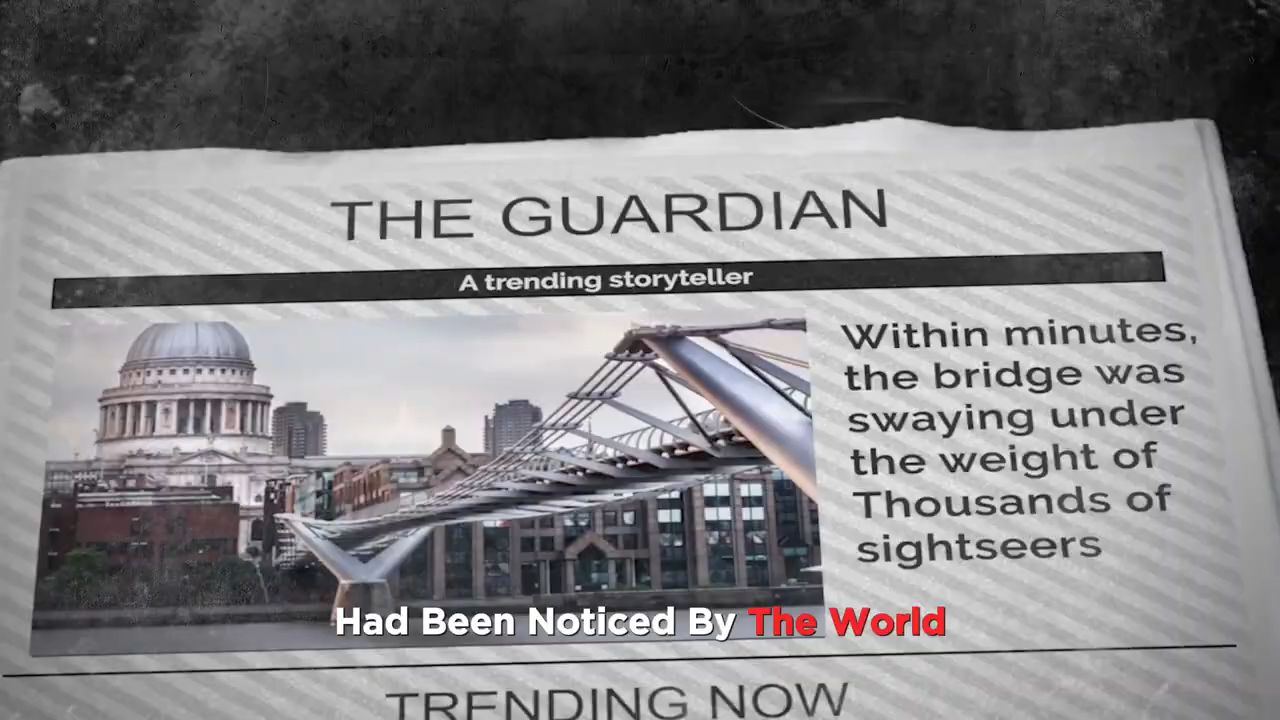 THE GUARDIAN
A trending storyteller
Within minutes,
the bridge was
swaying under
the weight of
Thousands of
sightseers
Had Been Noticed By The World
TRENDING NOW